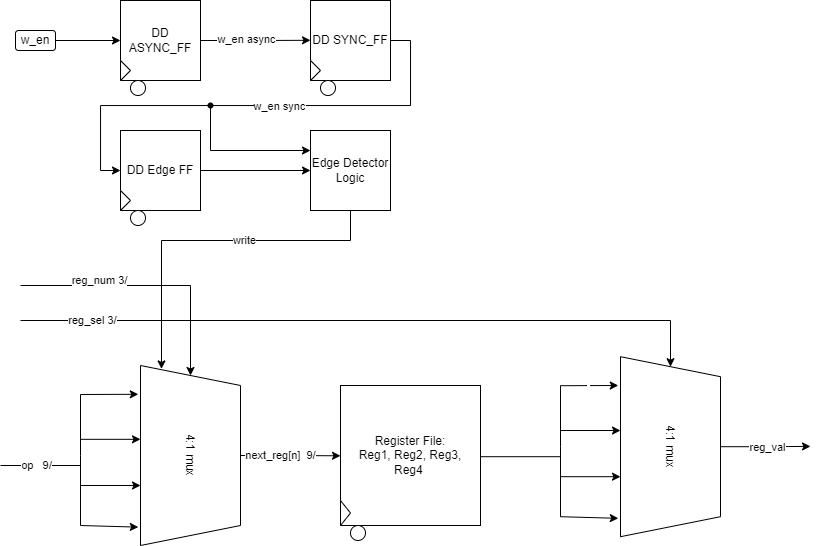 w_en
DD
ASYNC_FF
w_en async
DD SYNC_FF
w_en sync
DD Edge FF
Edge Detector
Logic
write
reg_num 3/
reg_sel 3/
op 9/
4:1 mux
next_reg[n] 9/
Register File:
Reg1, Reg2, Reg3,
Reg4
4:1 mux
reg_val